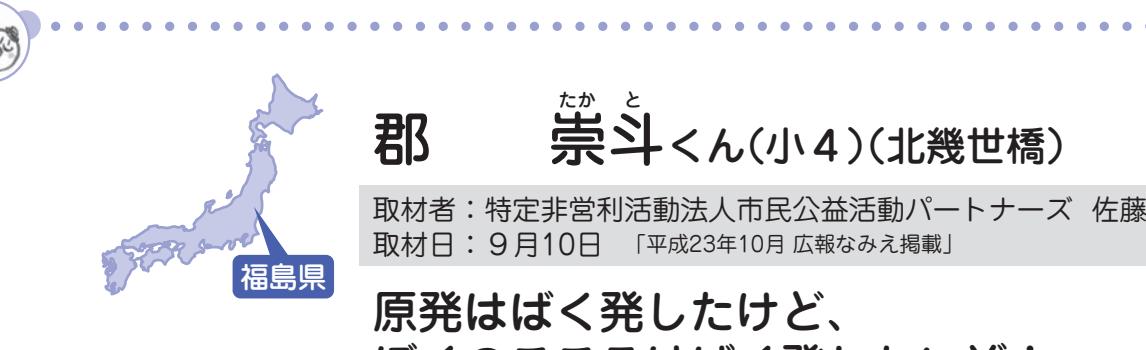 たか と
郡 崇斗くん(小4)(北幾世橋)
取材者：特定非営利活動法人市民公益活動パートナーズ 佐藤
取材日：９月10日 「平成23年10月 広報なみえ掲載」
福島県
原発はばく発したけど、